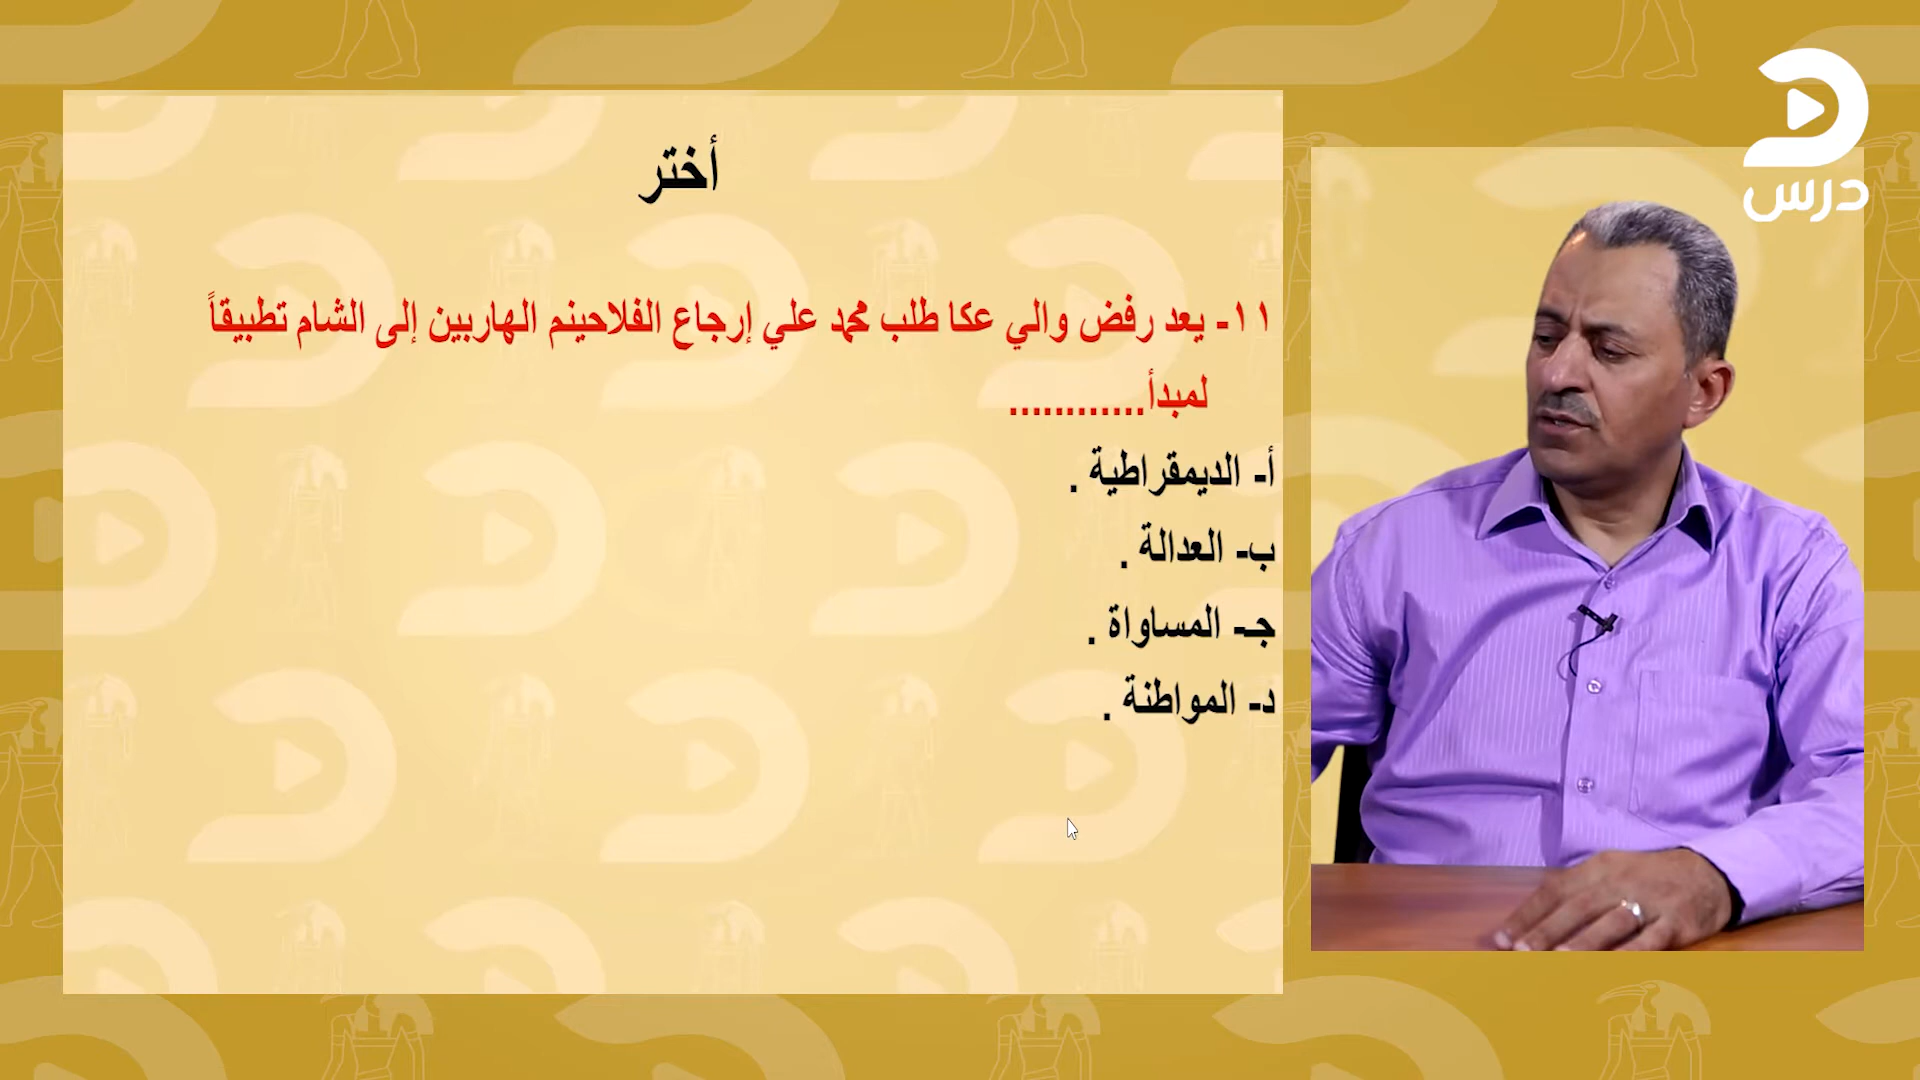 درس
أختر
١١- يعد رفض والي عكا طلب محمد علي إرجاع الفلاحينم الهاربين إلى الشام تطبيقاً
لمبدأ............
أ- الديمقراطية .
ب- العدالة .
جـ- المساواة .
د- المواطنة .